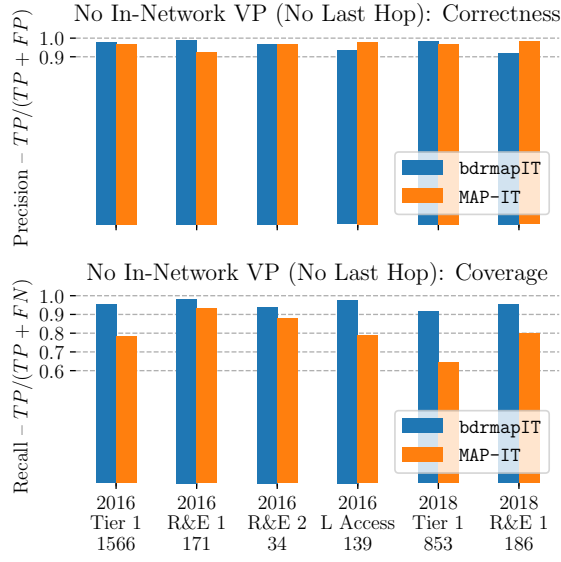 No In-Network VP (No Last Hop): Correctness
Precision – TP/(TP + FP)
1.0
0.9
bdrmapIT
MAP-IT
No In-Network VP (No Last Hop): Coverage
Recall – TP/(TP + FN)
1.0
0.9
0.8
0.7
0.6
bdrmapIT
MAP-IT
2016 2016 2016 2016 2018 2018
Tier 1 R&E 1 R&E 2 L Access Tier 1 R&E 1
1566 171 34 139 853 186